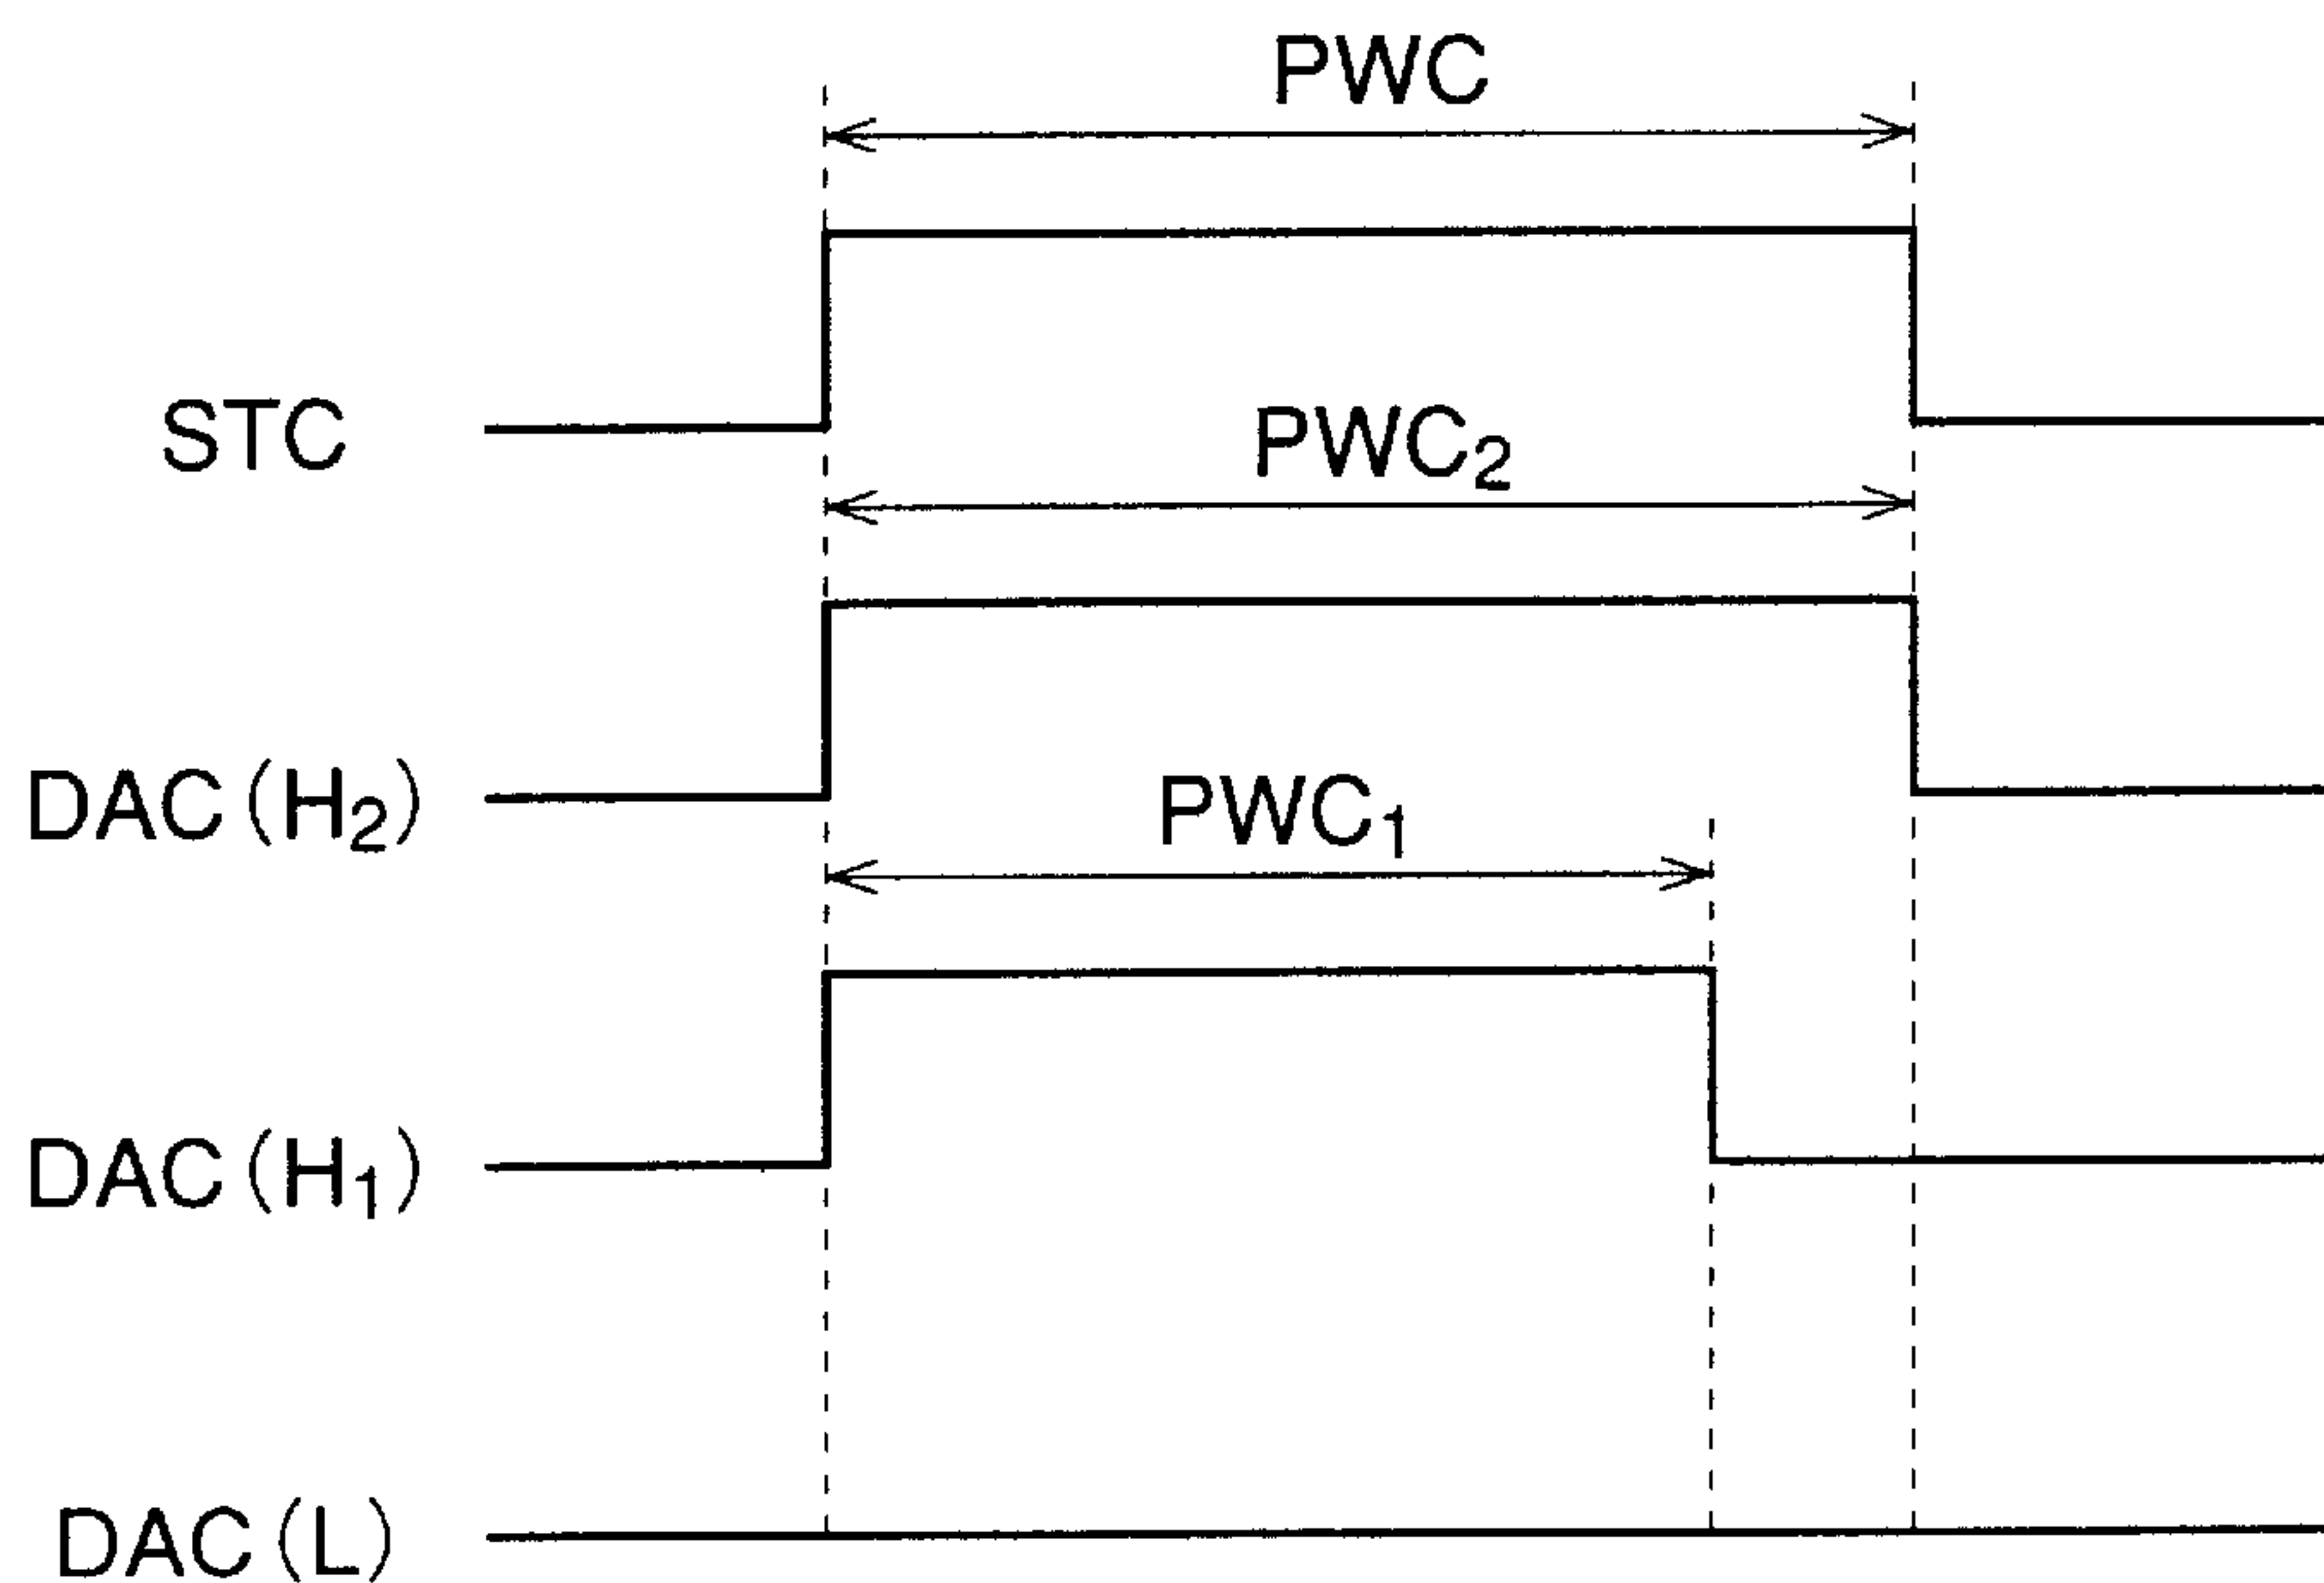 PWC
STC
PWC₂
DAC (H₂)
PWC₁
DAC (H₁)
DAC (L)